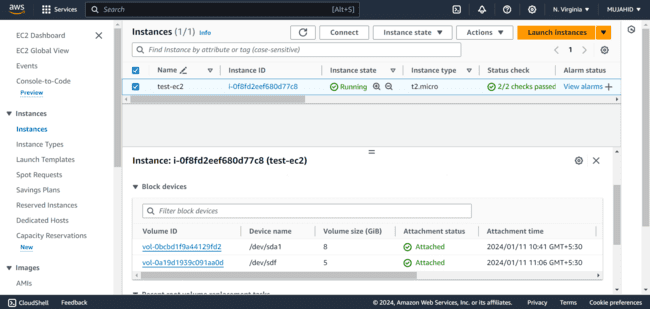 aws
Services
Search
[Alt+S]
N. Virginia
MUJAHID
EC2 Dashboard
EC2 Global View
Events
Console-to-Code
Preview
Instances
Instances
Instance Types
Launch Templates
Spot Requests
Savings Plans
Reserved Instances
Dedicated Hosts
Capacity Reservations
New
Images
AMIs
Instances (1/1) Info
Connect
Instance state
Actions
Launch instances
Find Instance by attribute or tag (case-sensitive)
1
Name Instance ID Instance state Instance type Status check Alarm status
test-ec2 i-0f8fd2eef680d77c8 Running t2.micro 2/2 checks passed View alarms
Instance: i-0f8fd2eef680d77c8 (test-ec2)
Block devices
Filter block devices
Volume ID Device name Volume size (GiB) Attachment status Attachment time
vol-0bcbd1f9a44129fd2 /dev/sda1 8 Attached 2024/01/11 10:41 GMT+5:30
vol-0a19d1939c091aa0d /dev/sdf 5 Attached 2024/01/11 11:06 GMT+5:30
CloudShell Feedback © 2024, Amazon Web Services, Inc. or its affiliates. Privacy Terms Cookie preferences